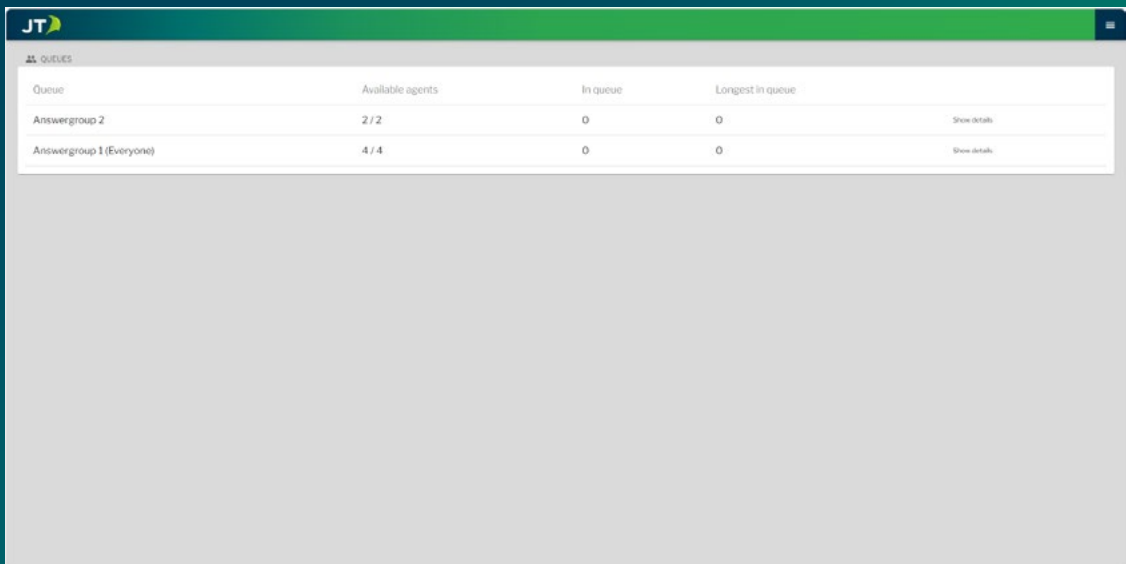 JT
QUEUES
Queue Available agents In queue Longest in queue
Answergroup 2 2 / 2 0 0 Show details
Answergroup 1 (Everyone) 4 / 4 0 0 Show details